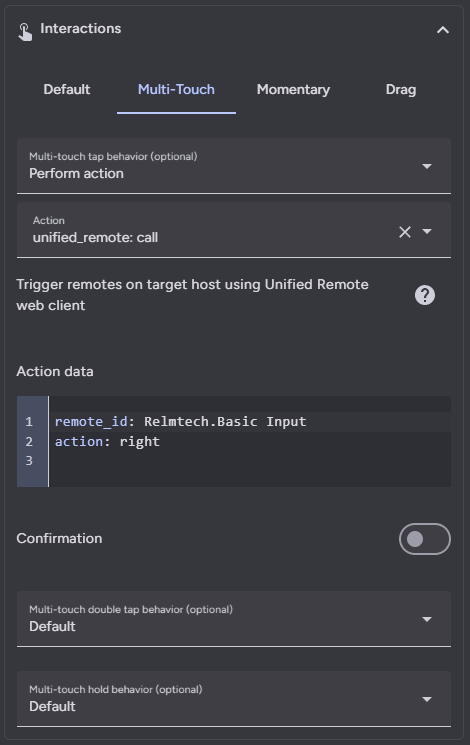 Interactions
Default
Multi-Touch
Momentary
Drag
Multi-touch tap behavior (optional)
Perform action
Action
unified_remote: call
Trigger remotes on target host using Unified Remote
web client
Action data
1 remote_id: Relmtech.Basic Input
2 action: right
3
Confirmation
Multi-touch double tap behavior (optional)
Default
Multi-touch hold behavior (optional)
Default